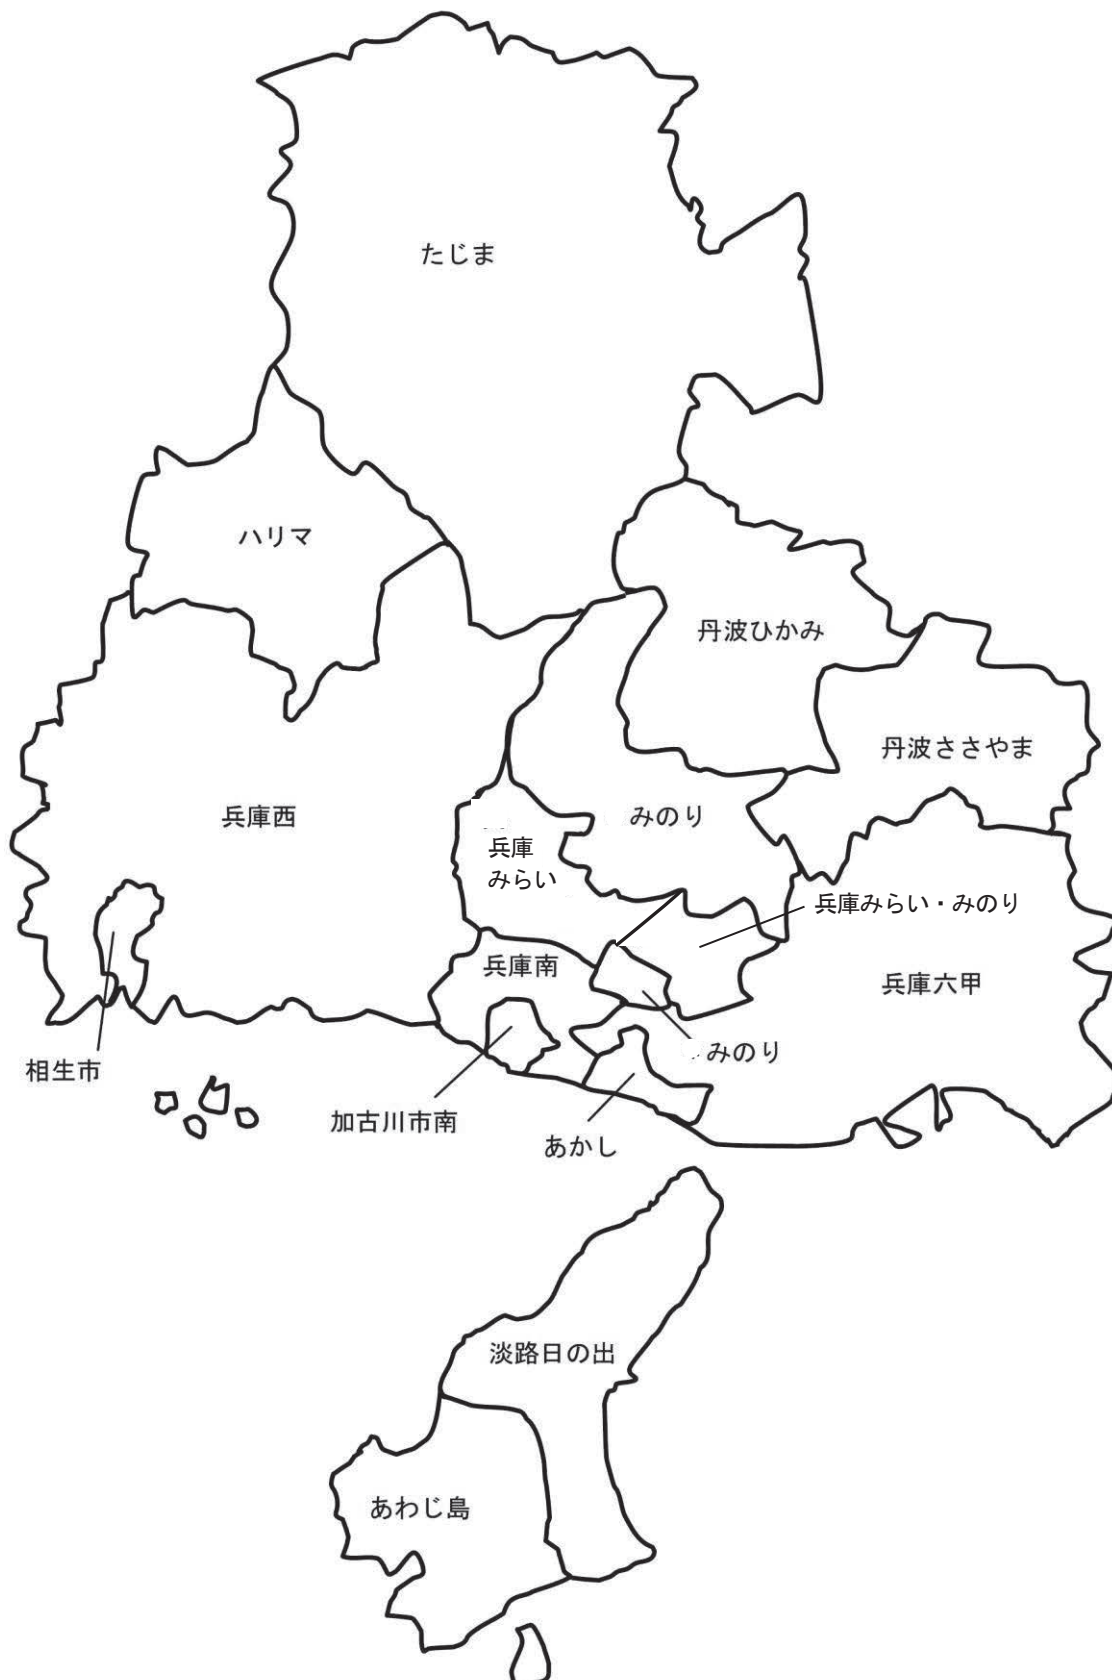 たじま
ハリマ
丹波ひかみ
丹波ささやま
兵庫西
みのり
兵庫
みらい
兵庫みらい・みのり
兵庫南
兵庫六甲
みのり
相生市
加古川市南
あかし
淡路日の出
あわじ島